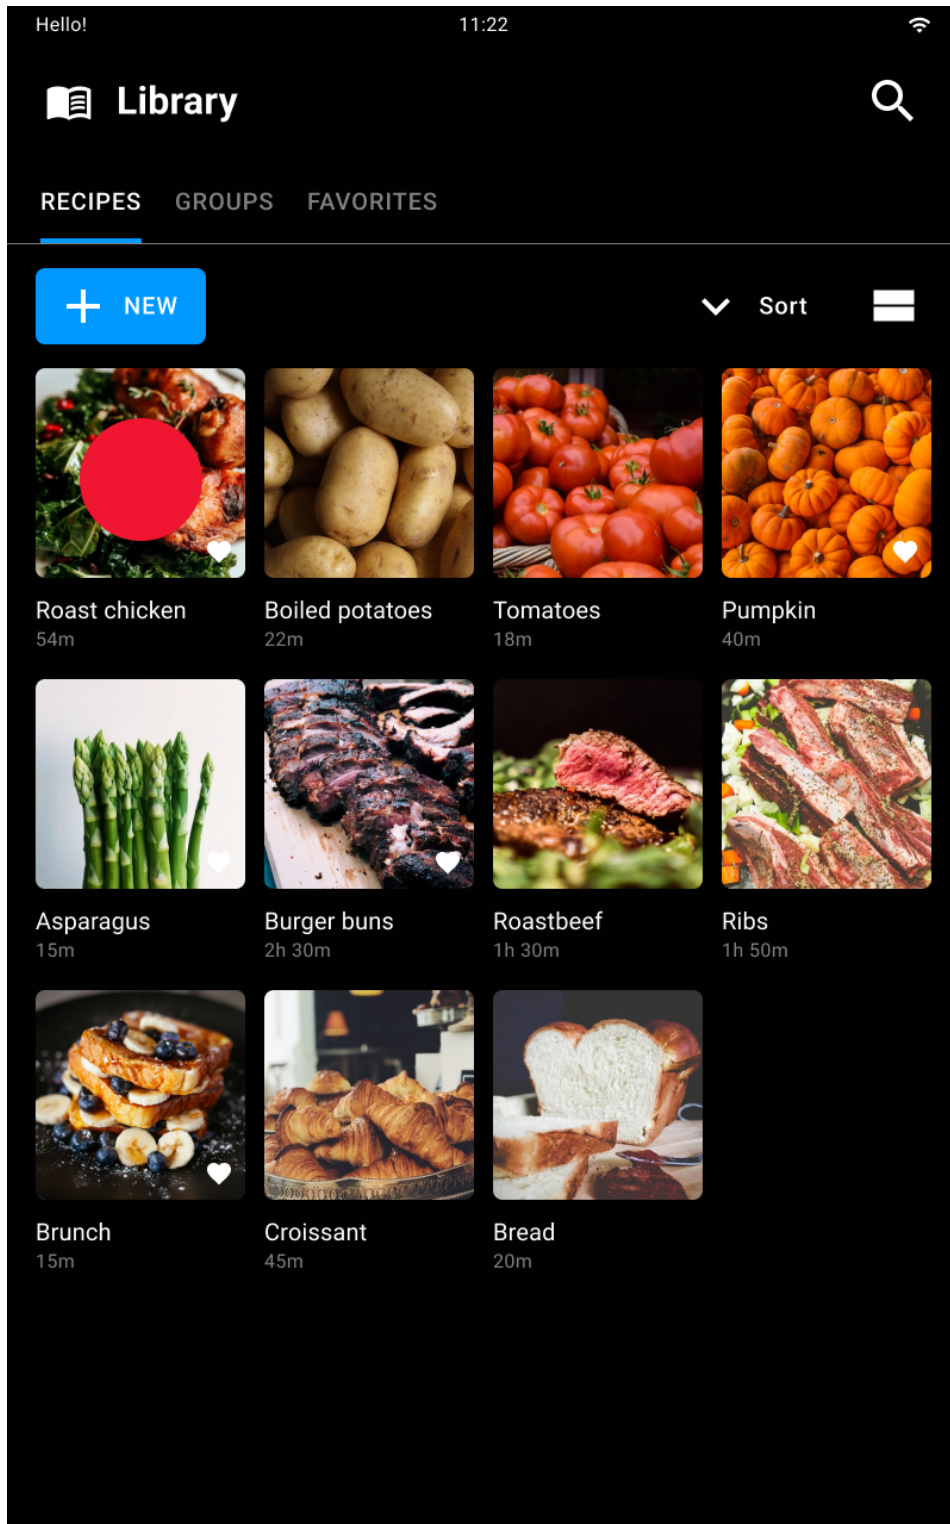 Hello! 11:22
Library
RECIPES GROUPS FAVORITES
NEW Sort
Roast chicken Boiled potatoes Tomatoes Pumpkin
54m 22m 18m 40m
Asparagus Burger buns Roastbeef Ribs
15m 2h 30m 1h 30m 1h 50m
Brunch Croissant Bread
15m 45m 20m